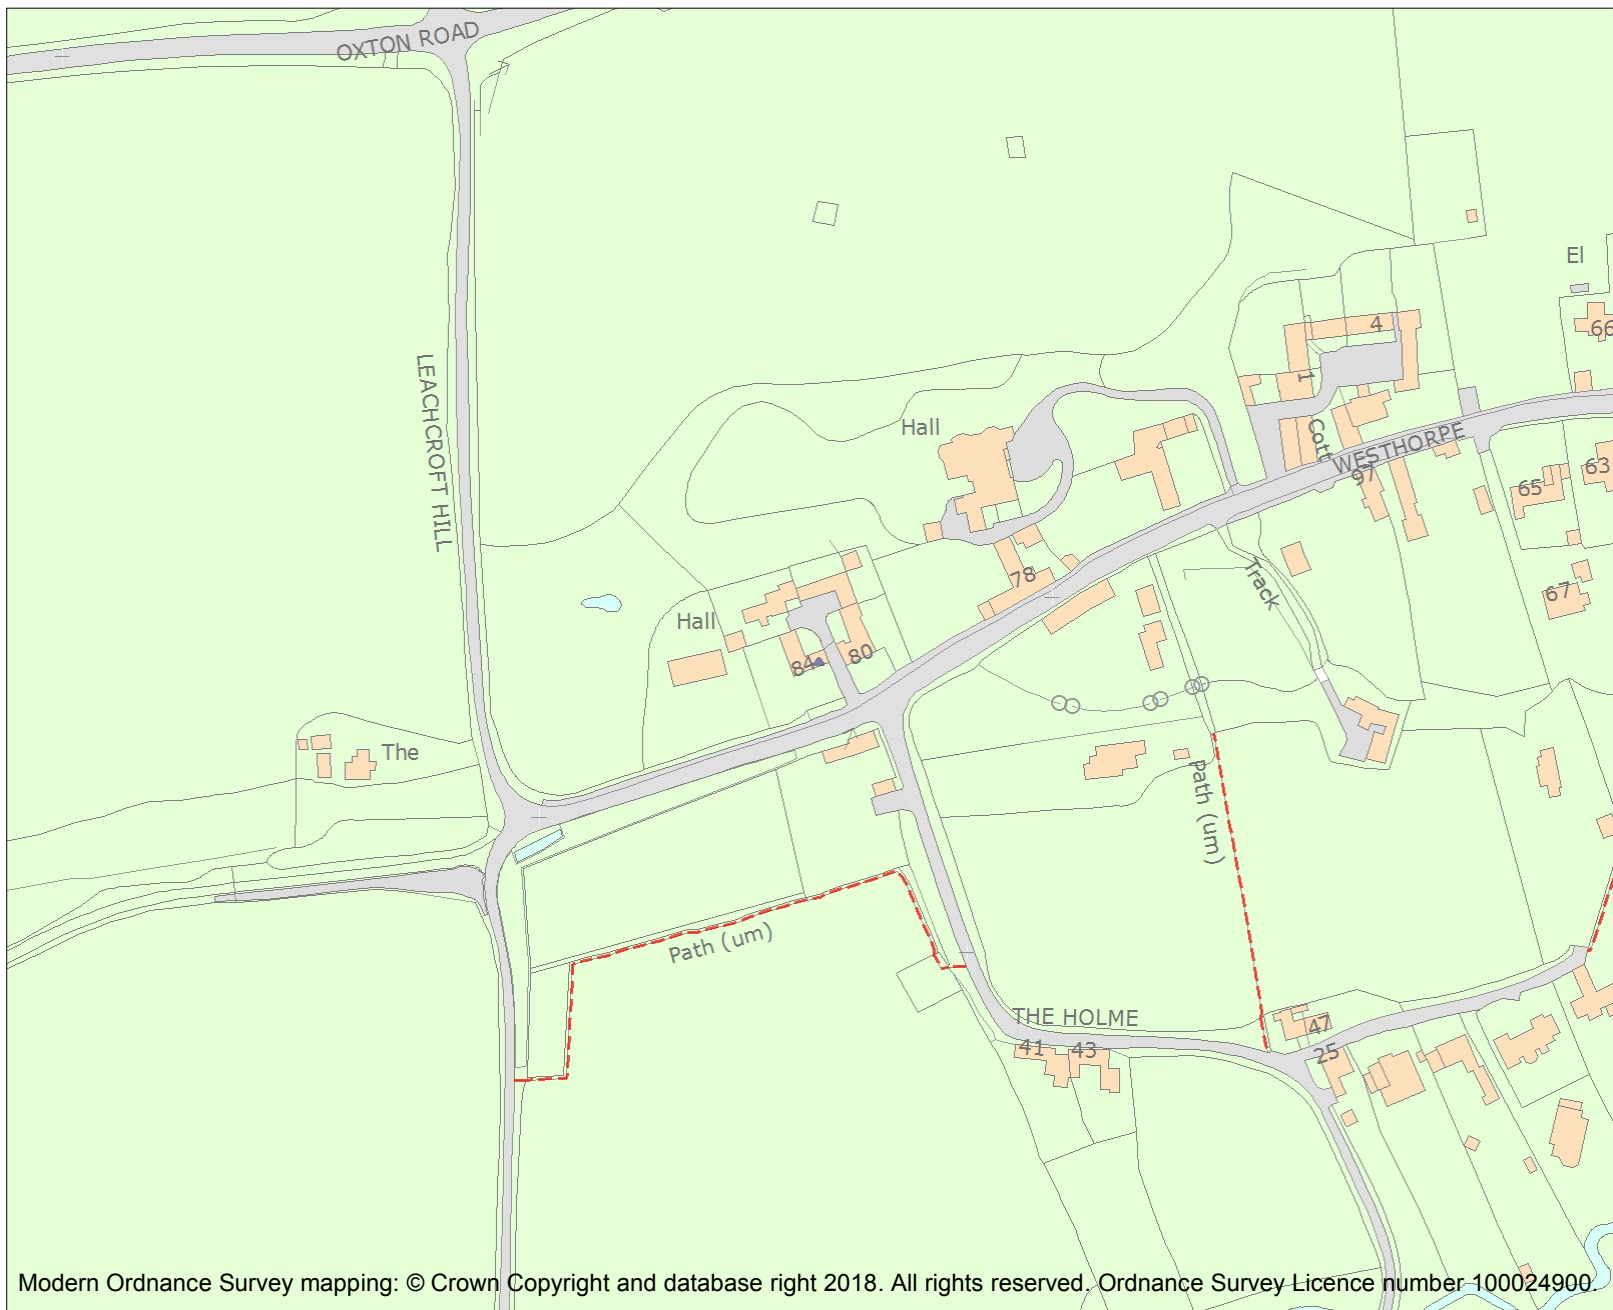 OXTON ROAD
El
4
66
LEACHCROFT HILL
1
Hall
Cott
WESTHORPE
97
65
63
78
Track
67
Hall
84
80
The
Path (um)
Path (um)
THE HOLME
47
41
43
25
Modern Ordnance Survey mapping: © Crown Copyright and database right 2018. All rights reserved. Ordnance Survey Licence number 100024900.